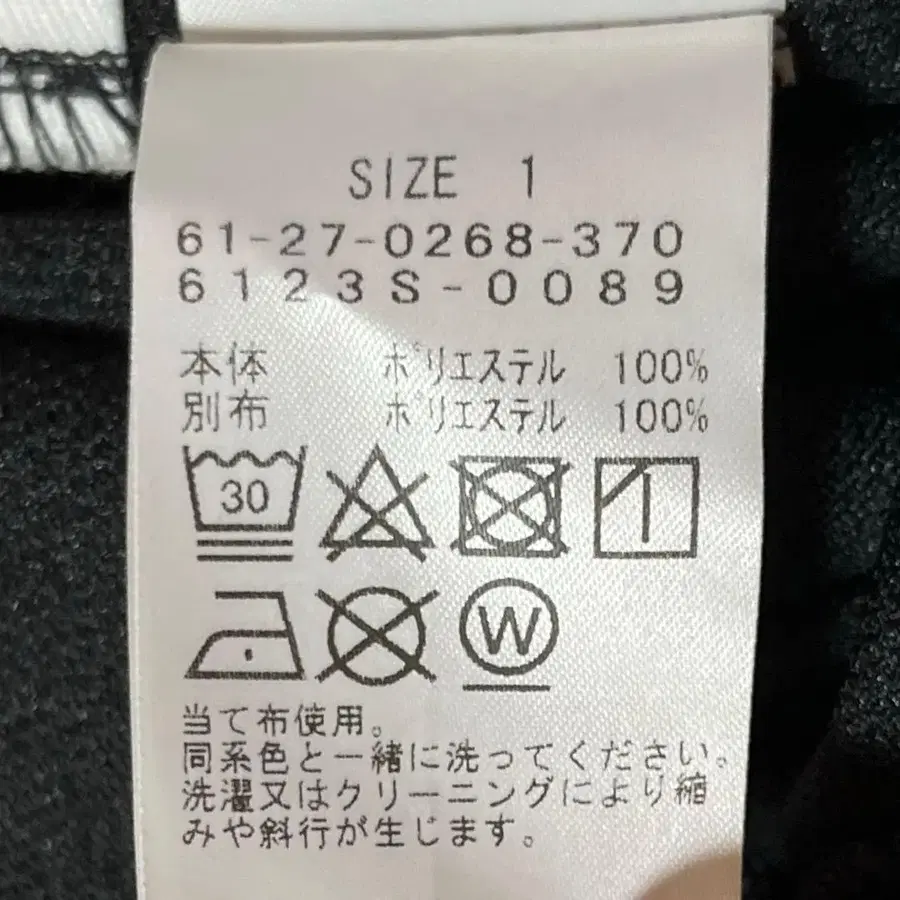 SIZE 1
61-27-0268-370
6123S-0089
本体 ポリエステル 100%
別布 ポリエステル 100%
30
W
当て布使用。
同系色と一緒に洗ってください。
洗濯又はクリーニングにより縮
みや斜行が生じます。